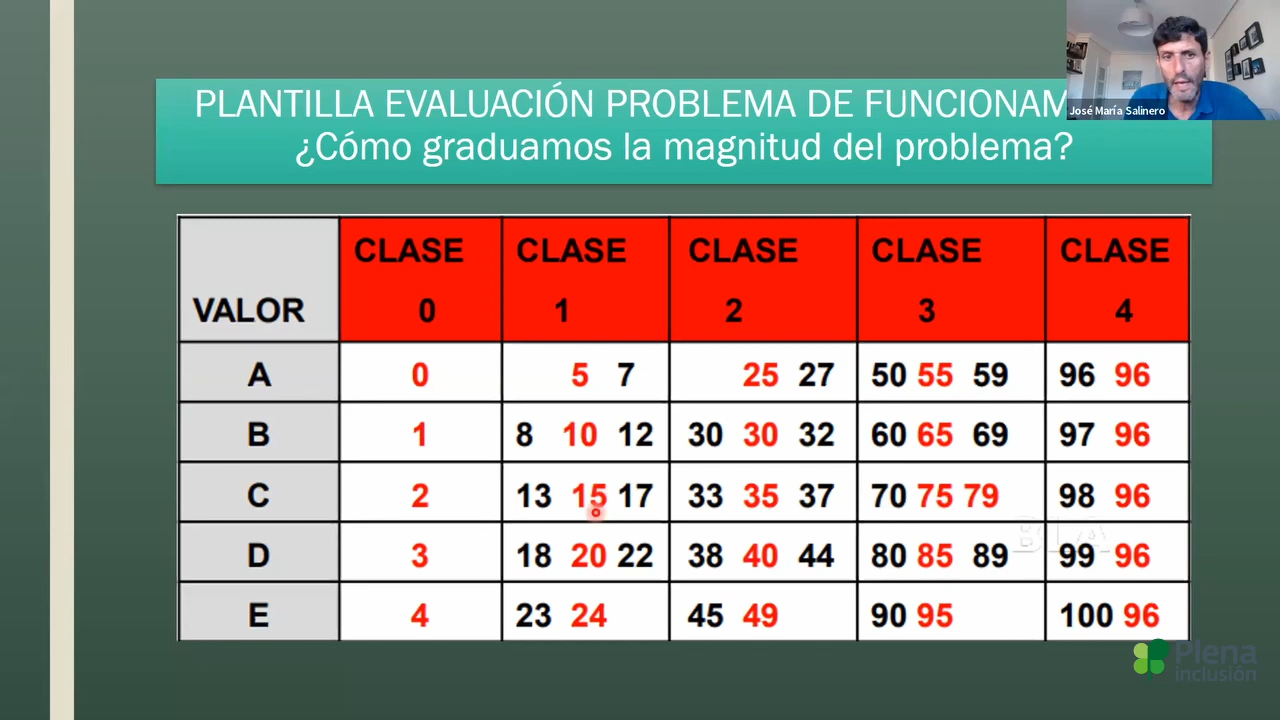 José María Salinero
PLANTILLA EVALUACIÓN PROBLEMA DE FUNCIONAM
¿Cómo graduamos la magnitud del problema?
VALOR CLASE 0 CLASE 1 CLASE 2 CLASE 3 CLASE 4
A 0 5 7 25 27 50 55 59 96 96
B 1 8 10 12 30 30 32 60 65 69 97 96
C 2 13 15 17 33 35 37 70 75 79 98 96
D 3 18 20 22 38 40 44 80 85 89 99 96
E 4 23 24 45 49 90 95 100 96
BLA
Plena
inclusión